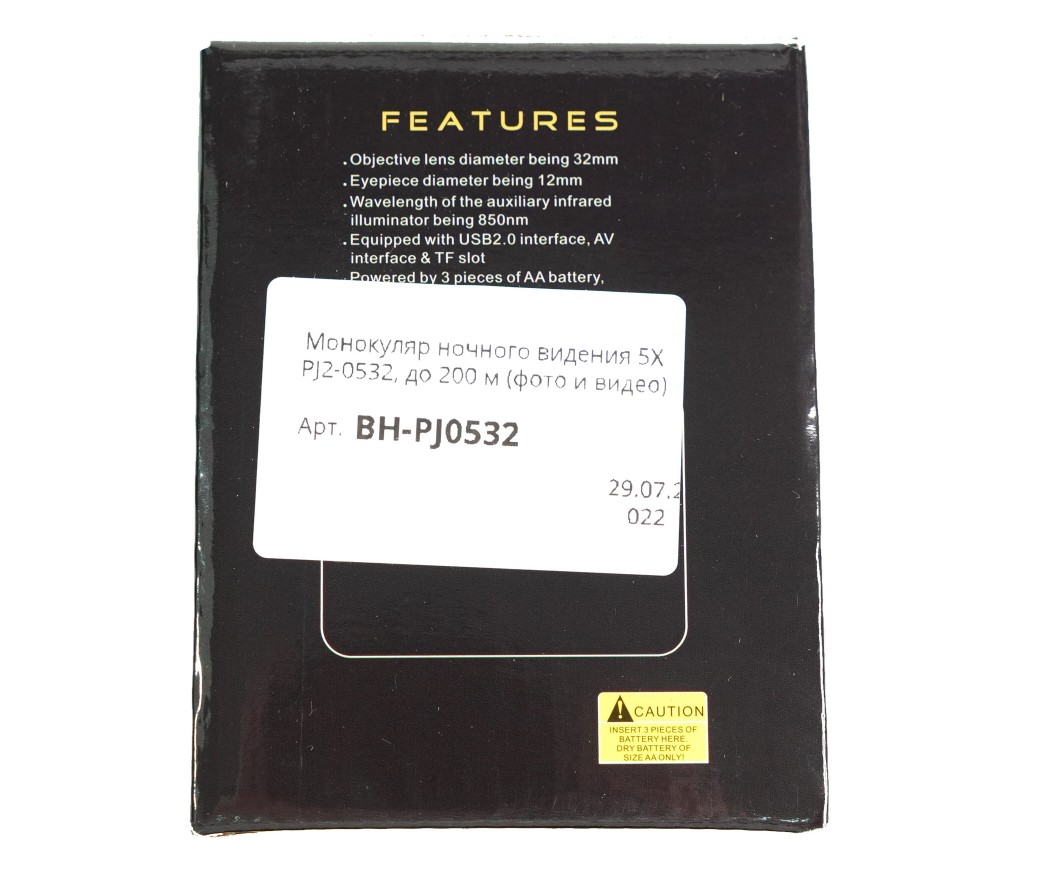 FEATURES
. Objective lens diameter being 32mm
. Eyepiece diameter being 12mm
. Wavelength of the auxiliary infrared
illuminator being 850nm
. Equipped with USB2.0 interface, AV
interface & TF slot
Powered by 3 pieces of AA battery,
Монокуляр ночного видения 5X
PJ2-0532, до 200 м (фото и видео)
Арт. BH-PJ0532
29.07.2
022
CAUTION
INSERT 3 PIECES OF
BATTERY HERE.
DRY BATTERY OF
SIZE AA ONLY!